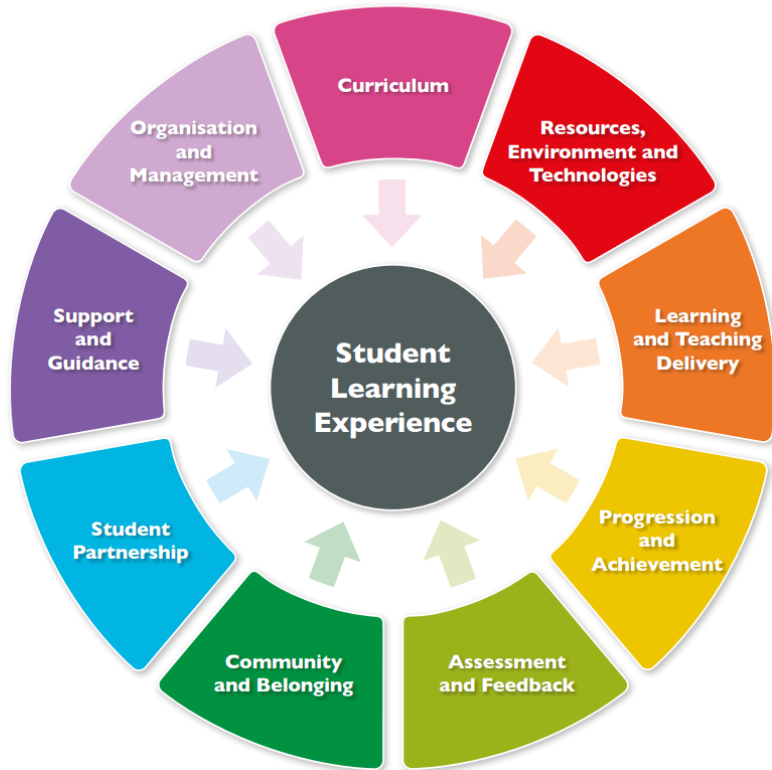 Curriculum
Resources,
Environment and
Technologies
Learning
and Teaching
Delivery
Progression
and
Achievement
Assessment
and Feedback
Community
and Belonging
Student
Partnership
Support
and
Guidance
Organisation
and
Management
Student
Learning
Experience